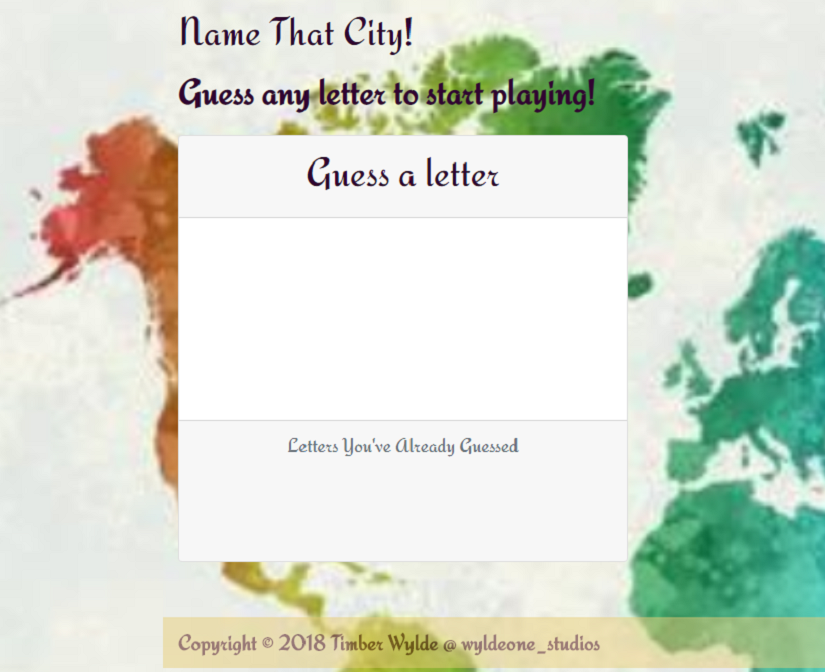 Name That City!
Guess any letter to start playing!
Guess a letter
Letters You've Already Guessed
Copyright © 2018 Timber Wylde @ wyldeone_studios